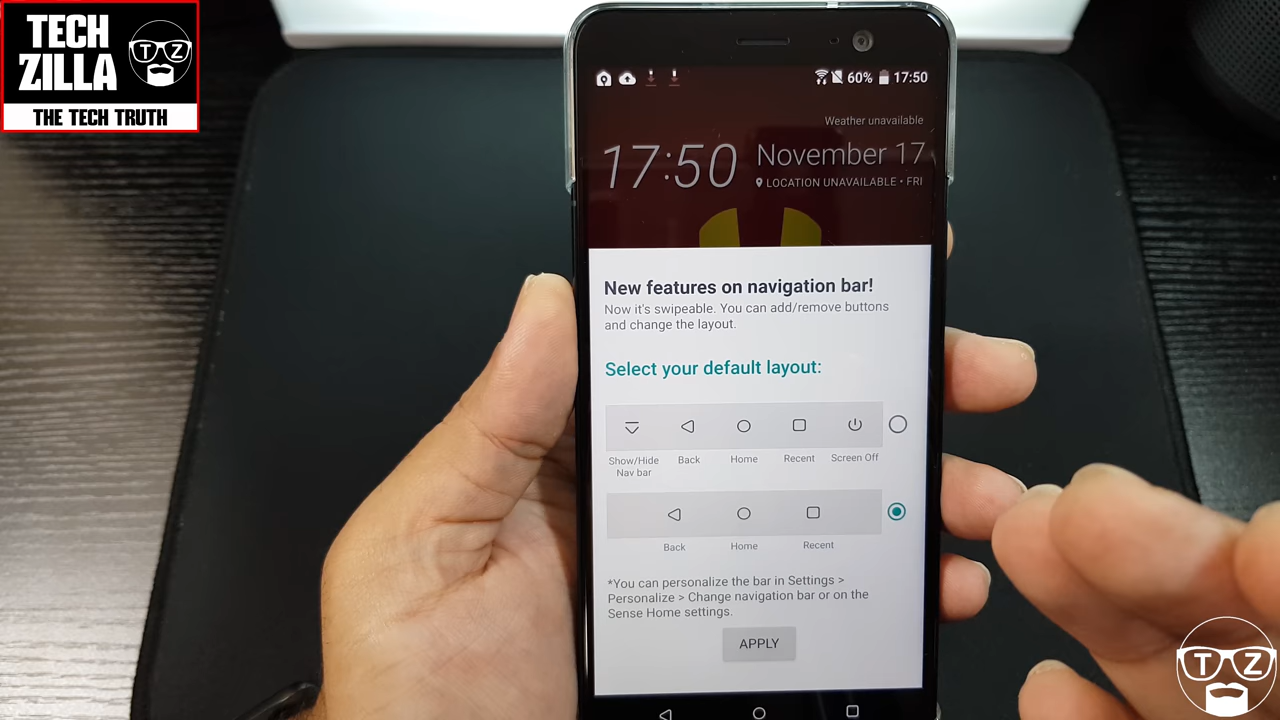 TECH
ZILLA
TZ
THE TECH TRUTH
60% 17:50
Weather unavailable
17:50
November 17
LOCATION UNAVAILABLE • FRI
New features on navigation bar!
Now it's swipeable. You can add/remove buttons
and change the layout.
Select your default layout:
Show/Hide
Nav bar
Back
Home
Recent
Screen Off
Back
Home
Recent
*You can personalize the bar in Settings >
Personalize > Change navigation bar or on the
Sense Home settings.
APPLY
T Z